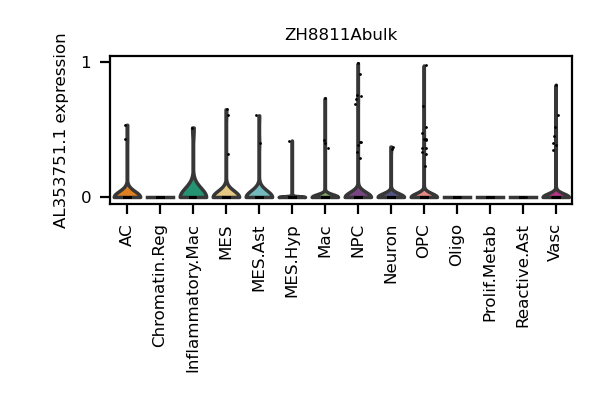 ZH8811Abulk
AL353751.1 expression
1
0
AC
Chromatin.Reg
Inflammatory.Mac
MES
MES.Ast
MES.Hyp
Mac
NPC
Neuron
OPC
Oligo
Prolif.Metab
Reactive.Ast
Vasc